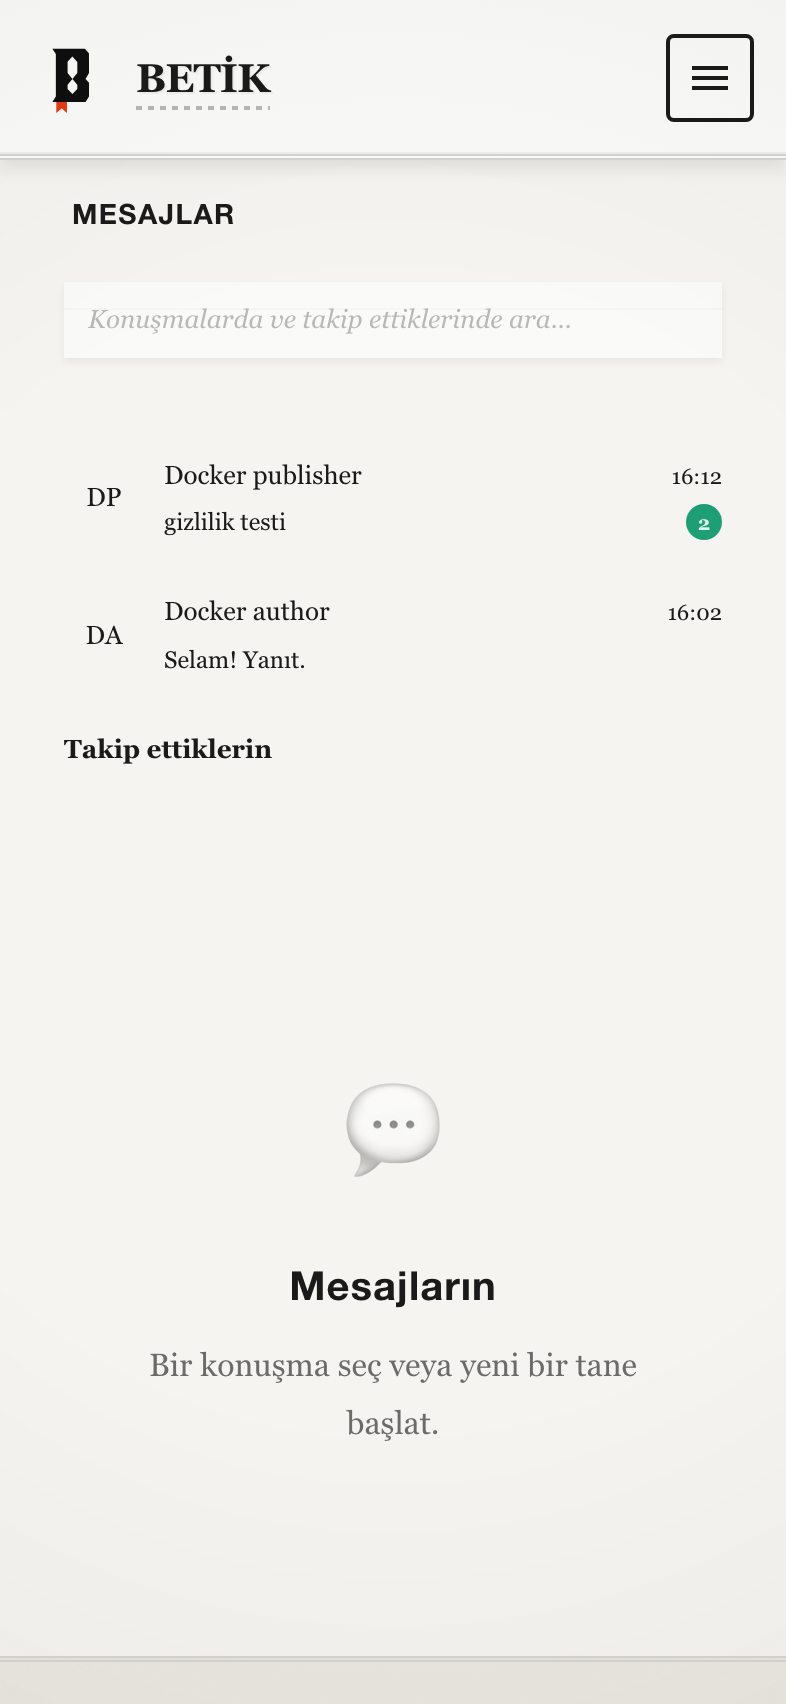 BETİK
MESAJLAR
Konuşmalarda ve takip ettiklerinde ara...
DP
Docker publisher
16:12
gizlilik testi
2
DA
Docker author
16:02
Selam! Yanıt.
Takip ettiklerin
Mesajların
Bir konuşma seç veya yeni bir tane
başlat.